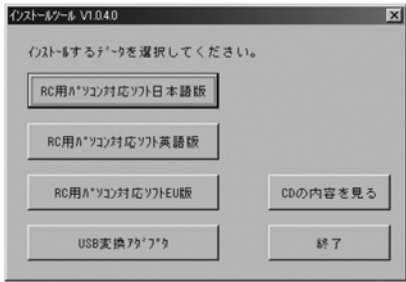 ｲﾝｽﾄｰﾙﾂｰﾙ V1.0.4.0
ｲﾝｽﾄｰﾙするﾃﾞｰﾀを選択してください。
RC用ﾊﾟｿｺﾝ対応ｿﾌﾄ日本語版
RC用ﾊﾟｿｺﾝ対応ｿﾌﾄ英語版
RC用ﾊﾟｿｺﾝ対応ｿﾌﾄEU版
CDの内容を見る
USB変換ｱﾀﾞﾌﾟﾀ
終了